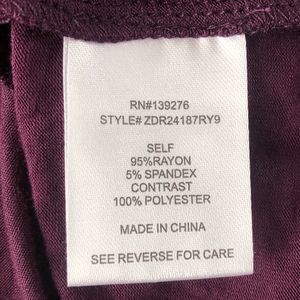 RN#139276
STYLE# ZDR24187RY9
SELF
95%RAYON
5% SPANDEX
CONTRAST
100% POLYESTER
MADE IN CHINA
SEE REVERSE FOR CARE